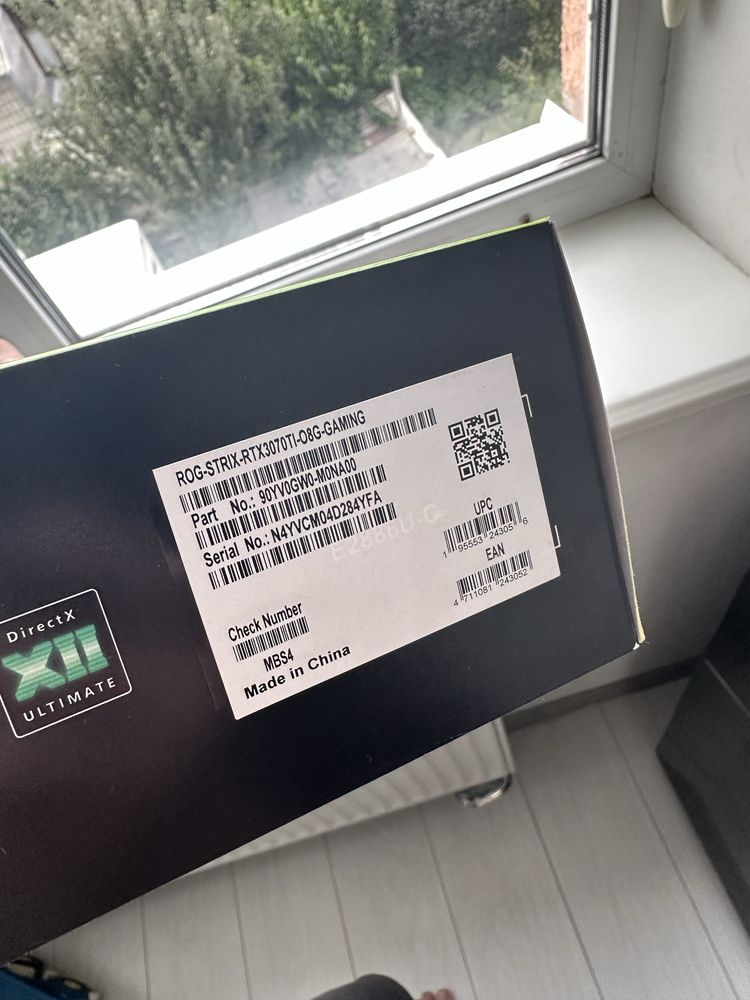 ROG-STRIX-RTX3070TI-O8G-GAMING
Part No.: 90YV0GW0-M0NA00
Serial No.: N4YVCM04D284YFA
UPC
1 95553 24305 6
EAN
4 711081 243052
Check Number
MBS4
Made in China
DirectX
XII
ULTIMATE